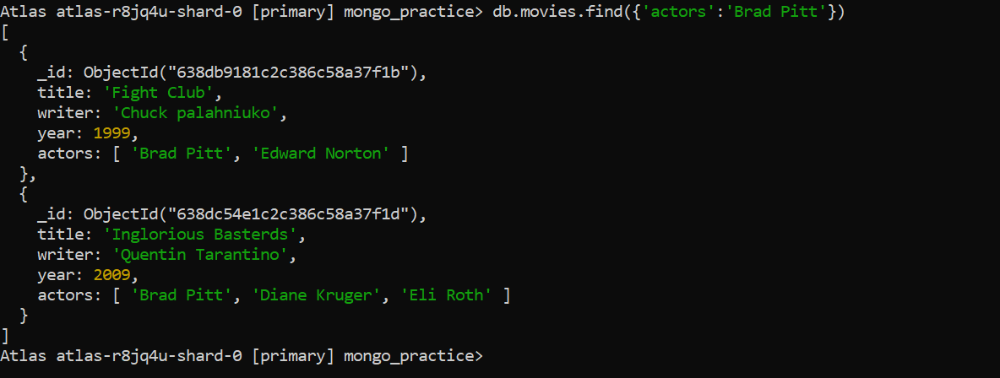 Atlas atlas-r8jq4u-shard-0 [primary] mongo_practice> db.movies.find({'actors':'Brad Pitt'})
[
  {
    _id: ObjectId("638db9181c2c386c58a37f1b"),
    title: 'Fight Club',
    writer: 'Chuck palahniuko',
    year: 1999,
    actors: [ 'Brad Pitt', 'Edward Norton' ]
  },
  {
    _id: ObjectId("638dc54e1c2c386c58a37f1d"),
    title: 'Inglorious Basterds',
    writer: 'Quentin Tarantino',
    year: 2009,
    actors: [ 'Brad Pitt', 'Diane Kruger', 'Eli Roth' ]
  }
]
Atlas atlas-r8jq4u-shard-0 [primary] mongo_practice>